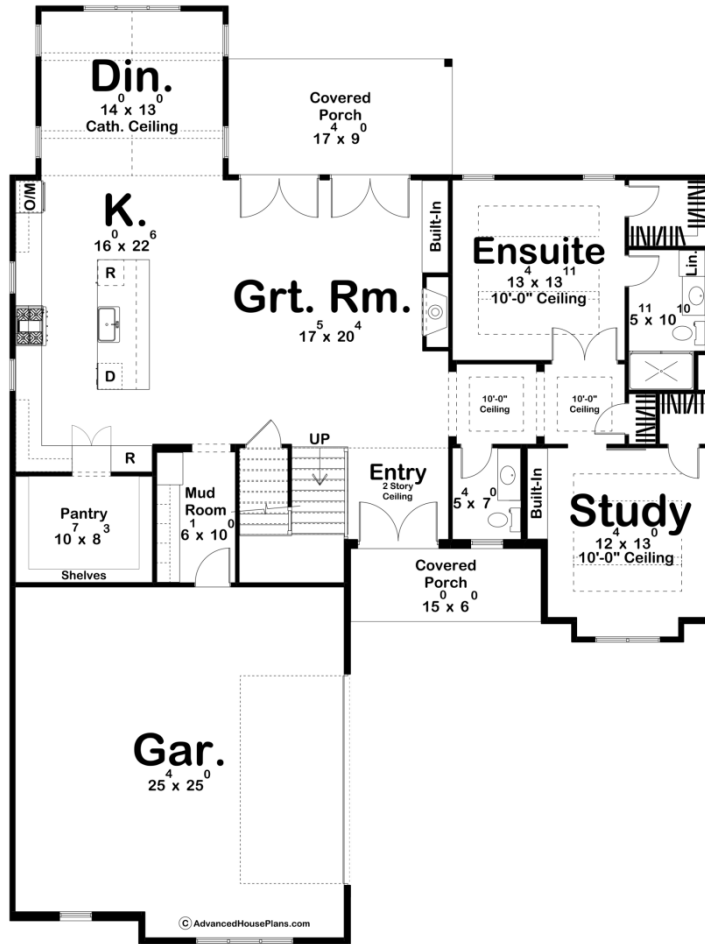 Din.
14⁰ x 13⁰
Cath. Ceiling
Covered
Porch
17⁴ x 9⁰
O/M
K.
16⁰ x 22⁶
R
D
R
Grt. Rm.
17⁵ x 20⁴
Built-In
Ensuite
13⁴ x 13¹¹
10'-0" Ceiling
Lin.
5¹¹ x 10¹⁰
10'-0"
Ceiling
10'-0"
Ceiling
UP
Entry
2 Story
Ceiling
5⁴ x 7⁰
Built-In
Study
12⁴ x 13⁰
10'-0" Ceiling
Pantry
10⁷ x 8³
Shelves
Mud
Room
6¹ x 10⁰
Covered
Porch
15⁰ x 6⁰
Gar.
25⁴ x 25⁰
© AdvancedHousePlans.com